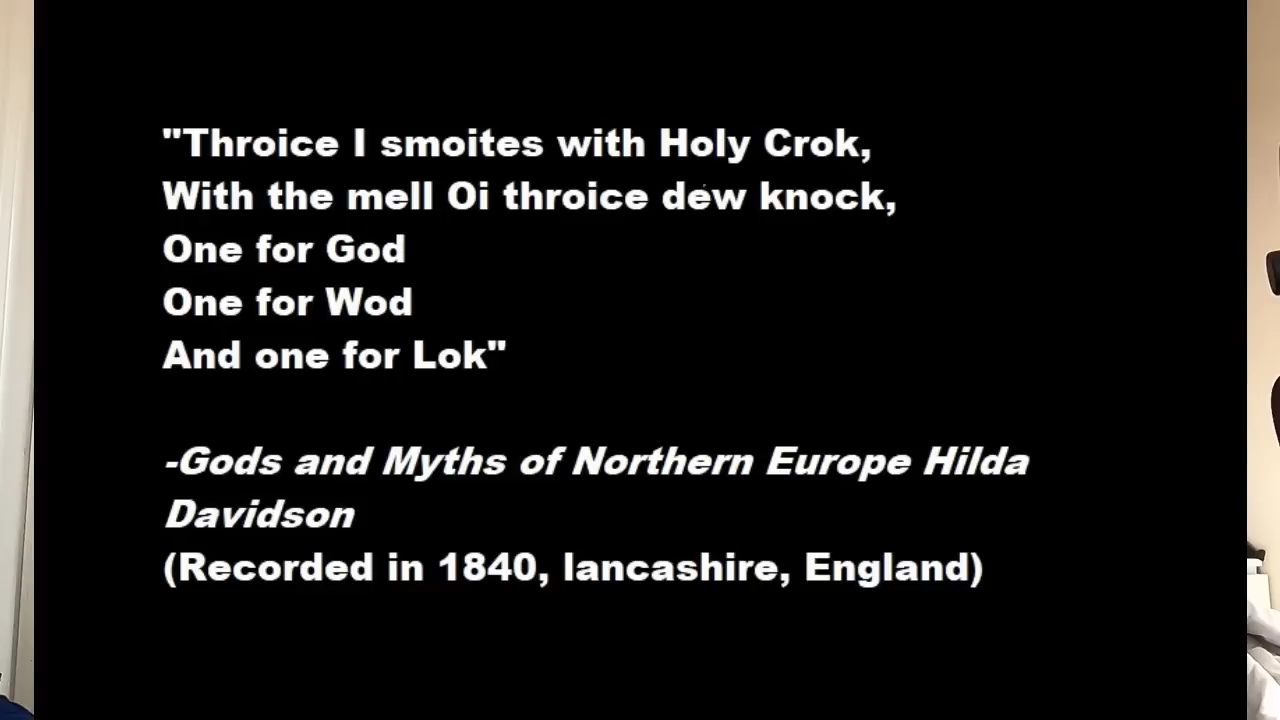 "Throice I smoites with Holy Crok,
With the mell Oi throice dew knock,
One for God
One for Wod
And one for Lok"
-Gods and Myths of Northern Europe Hilda
Davidson
(Recorded in 1840, lancashire, England)